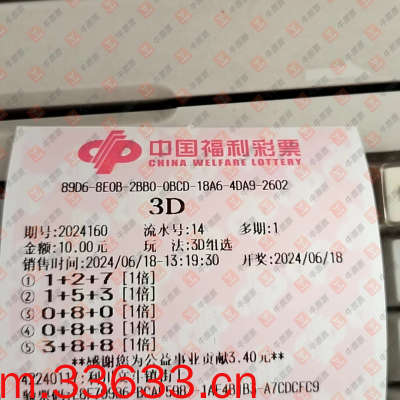 中国福利彩票
CHINA WELFARE LOTTERY
89D6-8E0B-2BB0-0BCD-18A6-4DA9-2602
3D
期号:2024160 流水号:14 多期:1
金额:10.00元 玩 法:3D组选
销售时间:2024/06/18-13:19:30 开奖:2024/06/18
① 1+2+7 [1倍]
② 1+5+3 [1倍]
③ 0+8+0 [1倍]
④ 0+8+8 [1倍]
⑤ 3+8+8 [1倍]
**感谢您为公益事业贡献3.40元**
m.33633.com
A7CDCFC9